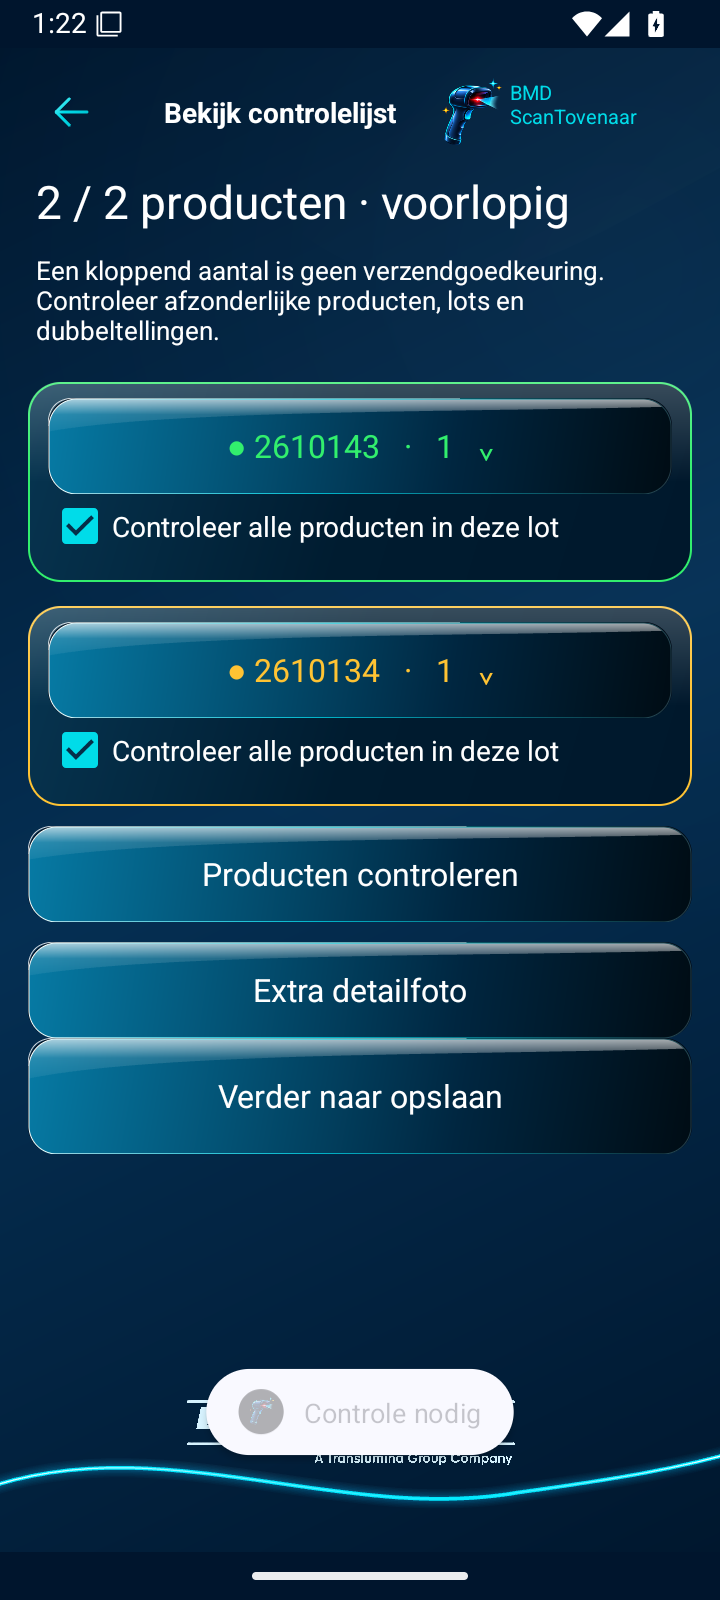 1:22
Bekijk controlelijst
BMD
ScanTovenaar
2 / 2 producten · voorlopig
Een kloppend aantal is geen verzendgoedkeuring.
Controleer afzonderlijke producten, lots en
dubbeltellingen.
2610143 · 1
Controleer alle producten in deze lot
2610134 · 1
Controleer alle producten in deze lot
Producten controleren
Extra detailfoto
Verder naar opslaan
Controle nodig
A Translumina Group Company